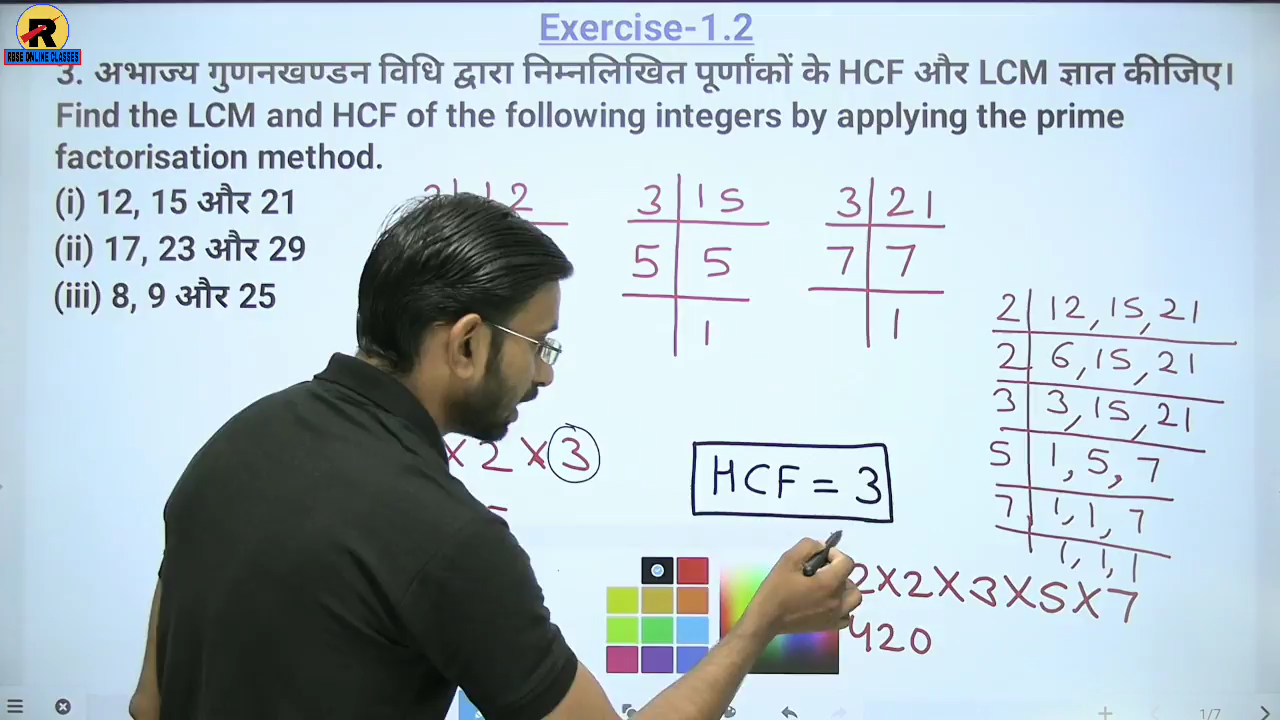 Exercise-1.2
R
RBSE ONLINE CLASSES
3. अभाज्य गुणनखण्डन विधि द्वारा निम्नलिखित पूर्णांकों के HCF और LCM ज्ञात कीजिए।
Find the LCM and HCF of the following integers by applying the prime
factorisation method.
(i) 12, 15 और 21
(ii) 17, 23 और 29
(iii) 8, 9 और 25
2 12
3 15
5 5
1
3 21
7 7
1
2 12, 15, 21
2 6, 15, 21
3 3, 15, 21
5 1, 5, 7
7 1, 1, 7
1, 1, 1
× 2 × 3
HCF = 3
2×2×3×5×7
420
1/7